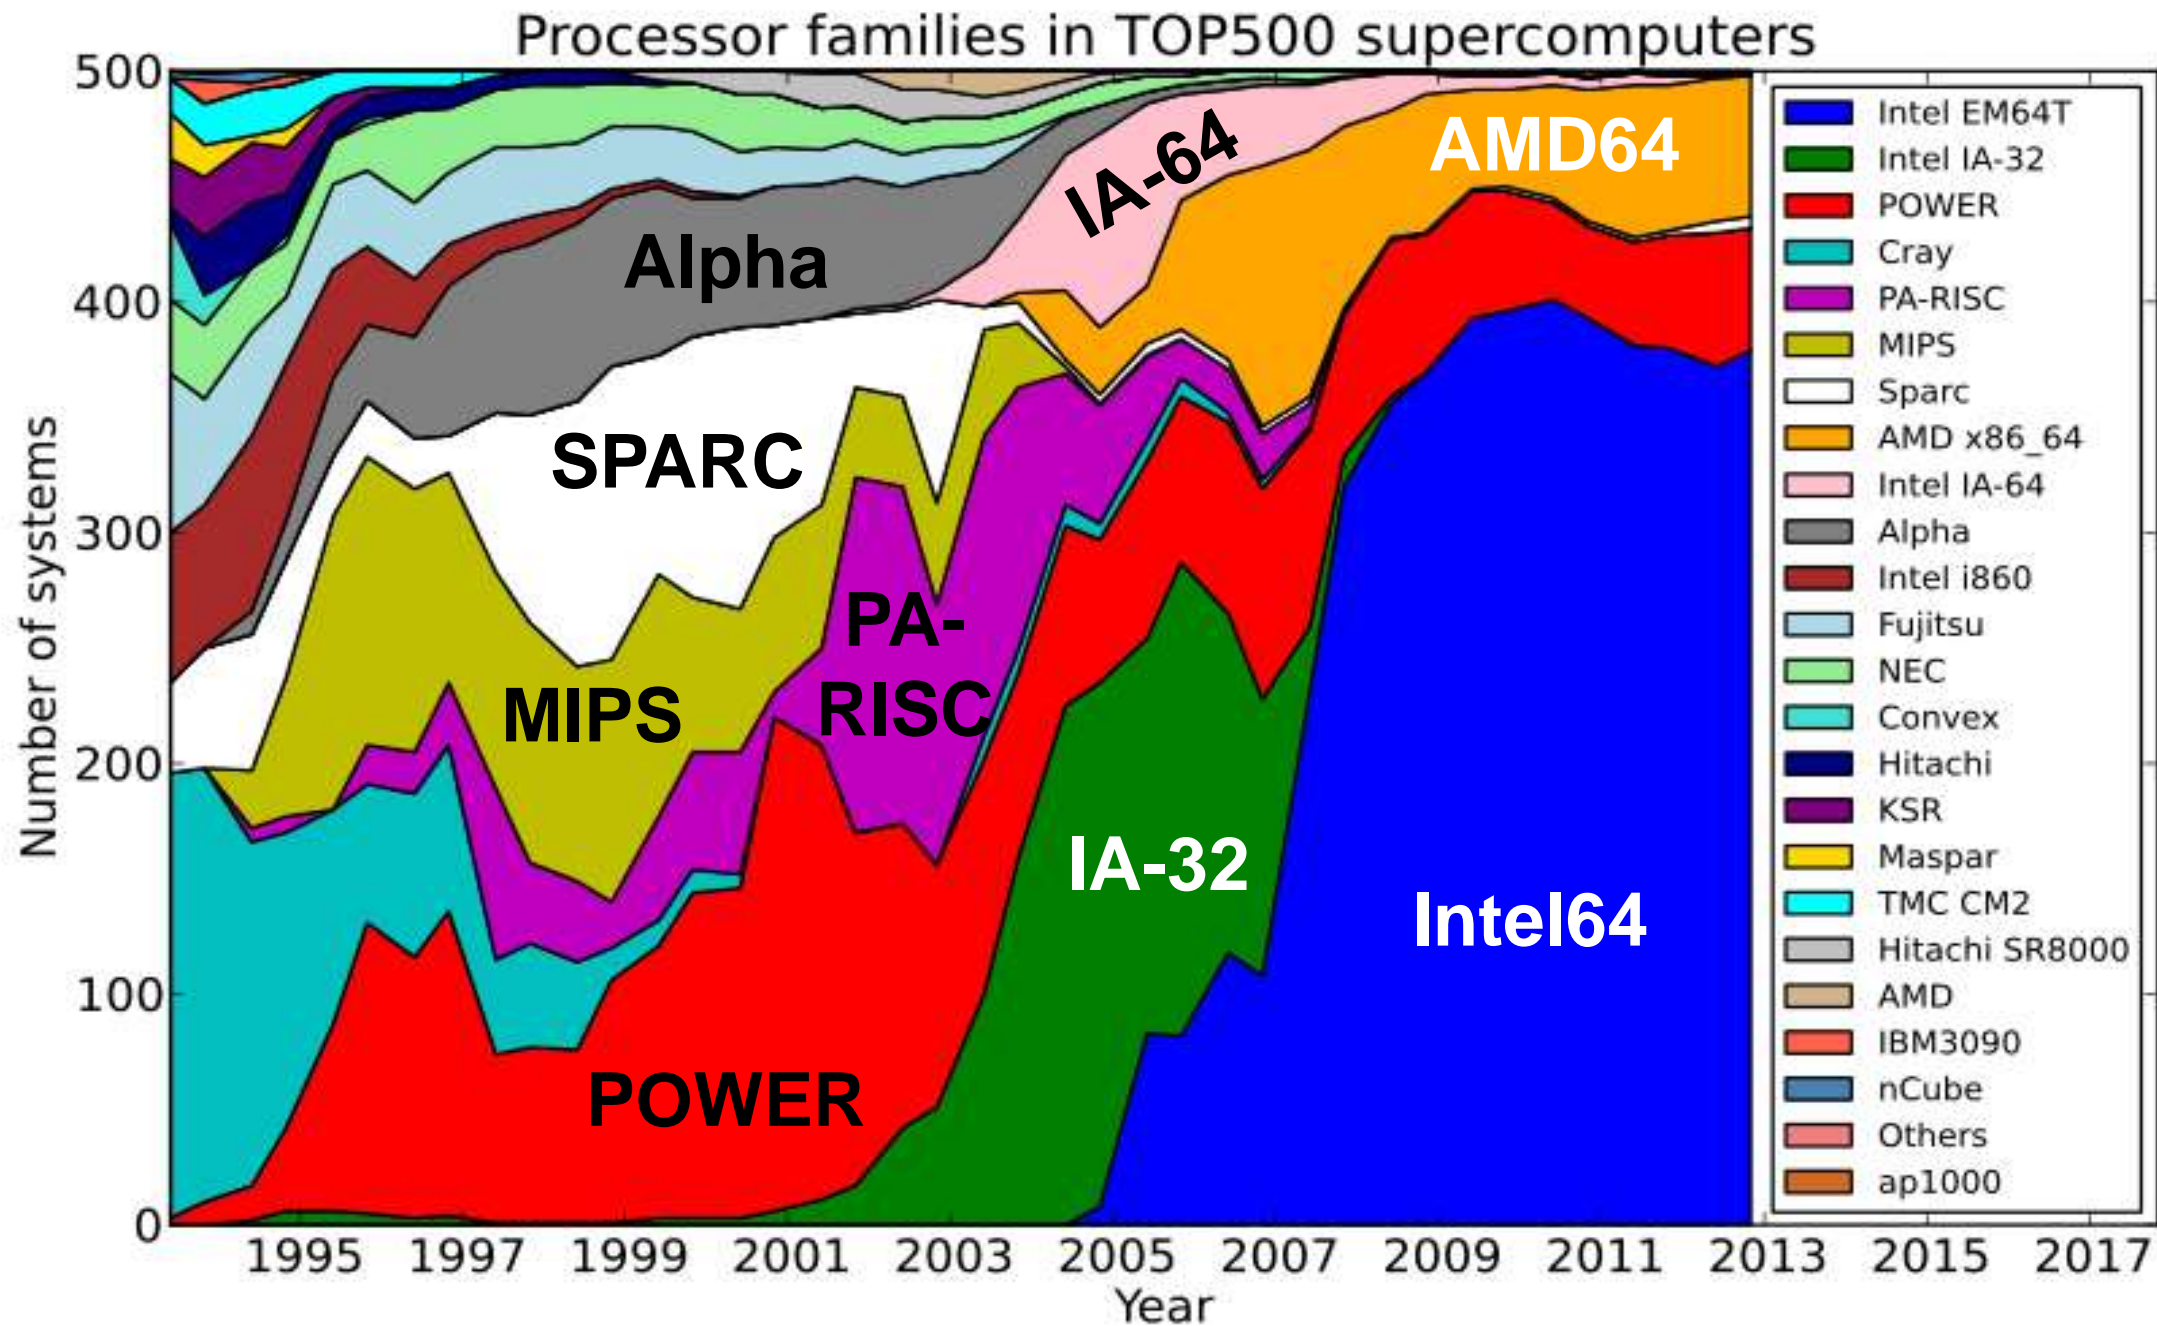 Processor families in TOP500 supercomputers
500
400
300
200
100
0
Number of systems
1995 1997 1999 2001 2003 2005 2007 2009 2011 2013 2015 2017
Year
Alpha
IA-64
AMD64
SPARC
MIPS
PA-
RISC
POWER
IA-32
Intel64
Intel EM64T
Intel IA-32
POWER
Cray
PA-RISC
MIPS
Sparc
AMD x86_64
Intel IA-64
Alpha
Intel i860
Fujitsu
NEC
Convex
Hitachi
KSR
Maspar
TMC CM2
Hitachi SR8000
AMD
IBM3090
nCube
Others
ap1000